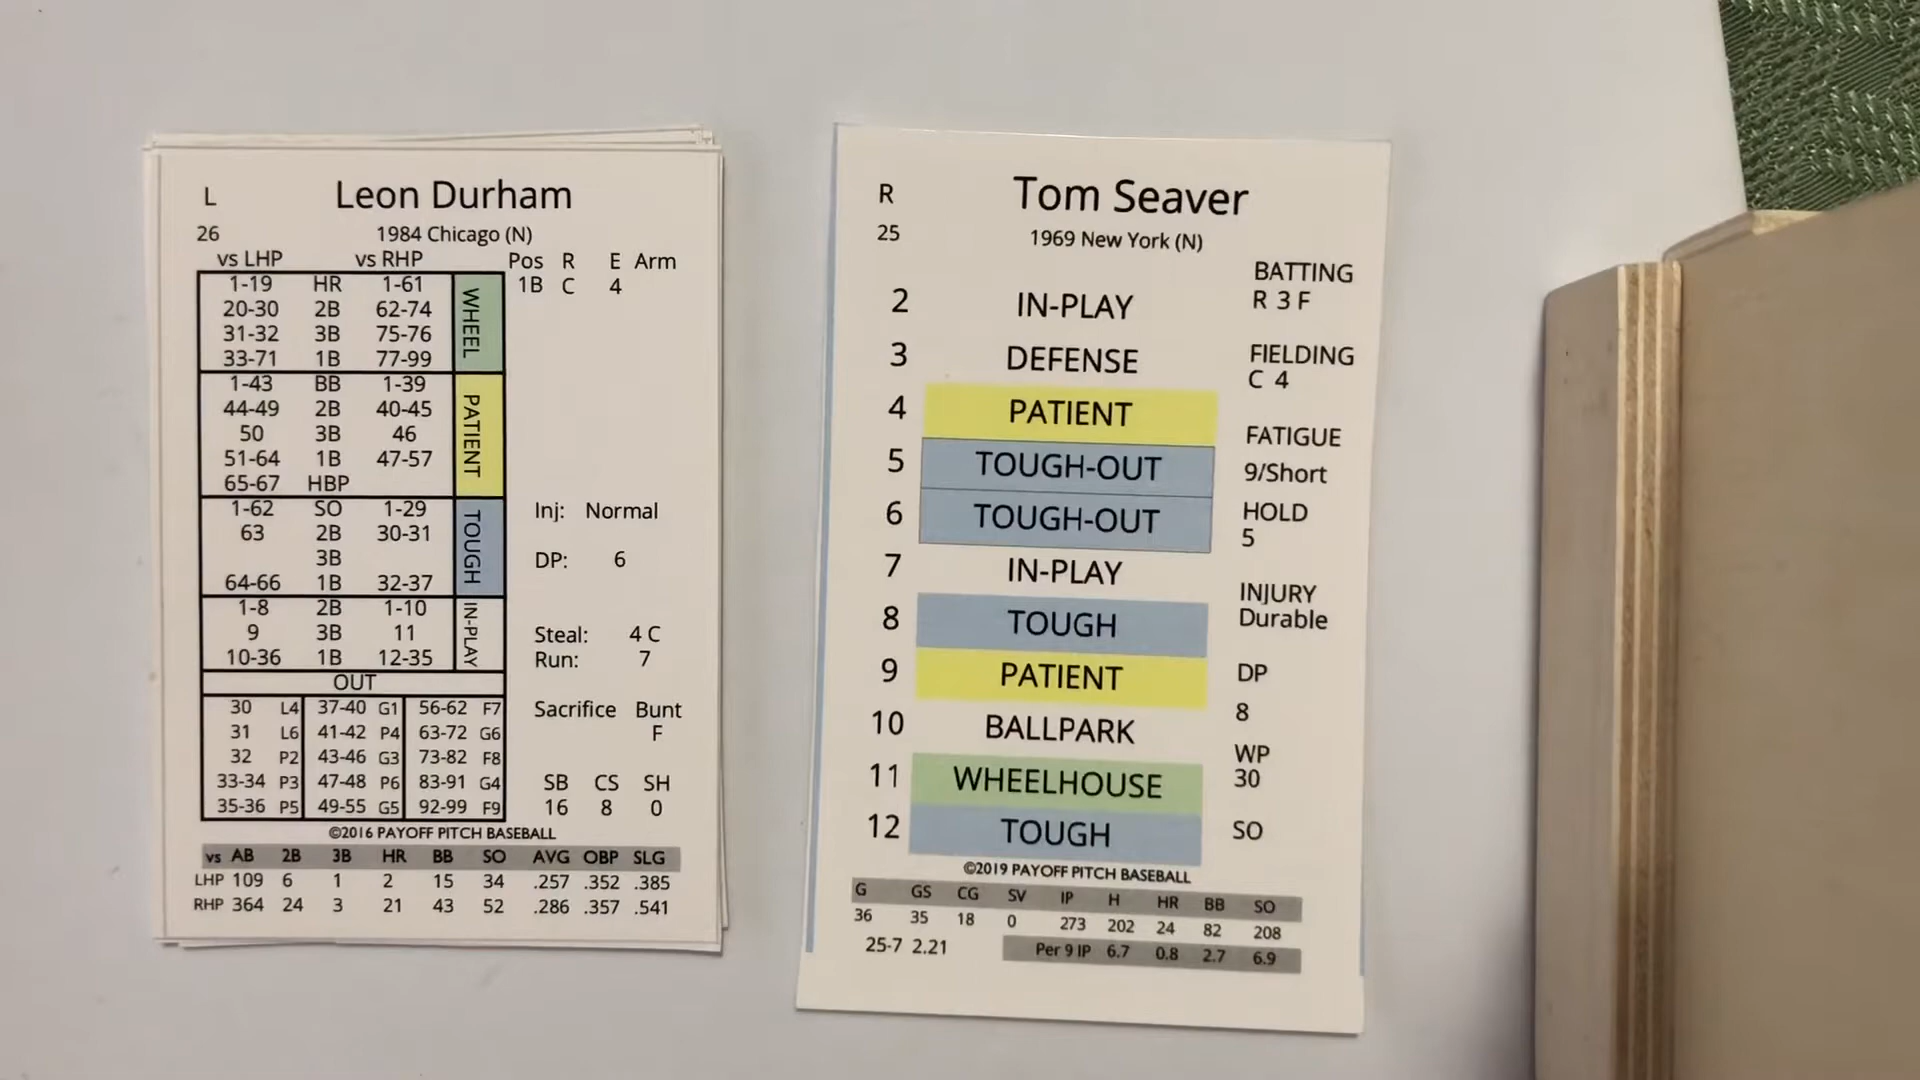 L Leon Durham
26 1984 Chicago (N)
vs LHP vs RHP Pos R E Arm
1-19 HR 1-61 1B C 4
20-30 2B 62-74
31-32 3B 75-76
33-71 1B 77-99
WHEEL
1-43 BB 1-39
44-49 2B 40-45
50 3B 46
51-64 1B 47-57
65-67 HBP
PATIENT
1-62 SO 1-29
63 2B 30-31
3B
64-66 1B 32-37
TOUGH
1-8 2B 1-10
9 3B 11
10-36 1B 12-35
IN-PLAY
Inj: Normal
DP: 6
Steal: 4 C
Run: 7
Sacrifice Bunt
F
OUT
30 L4 37-40 G1 56-62 F7
31 L6 41-42 P4 63-72 G6
32 P2 43-46 G3 73-82 F8
33-34 P3 47-48 P6 83-91 G4
35-36 P5 49-55 G5 92-99 F9
SB CS SH
16 8 0
©2016 PAYOFF PITCH BASEBALL
vs AB 2B 3B HR BB SO AVG OBP SLG
LHP 109 6 1 2 15 34 .257 .352 .385
RHP 364 24 3 21 43 52 .286 .357 .541
R Tom Seaver
25 1969 New York (N)
2 IN-PLAY
3 DEFENSE
4 PATIENT
5 TOUGH-OUT
6 TOUGH-OUT
7 IN-PLAY
8 TOUGH
9 PATIENT
10 BALLPARK
11 WHEELHOUSE
12 TOUGH
BATTING
R 3 F
FIELDING
C 4
FATIGUE
9/Short
HOLD
5
INJURY
Durable
DP
8
WP
30
SO
©2019 PAYOFF PITCH BASEBALL
G GS CG SV IP H HR BB SO
36 35 18 0 273 202 24 82 208
25-7 2.21 Per 9 IP 6.7 0.8 2.7 6.9